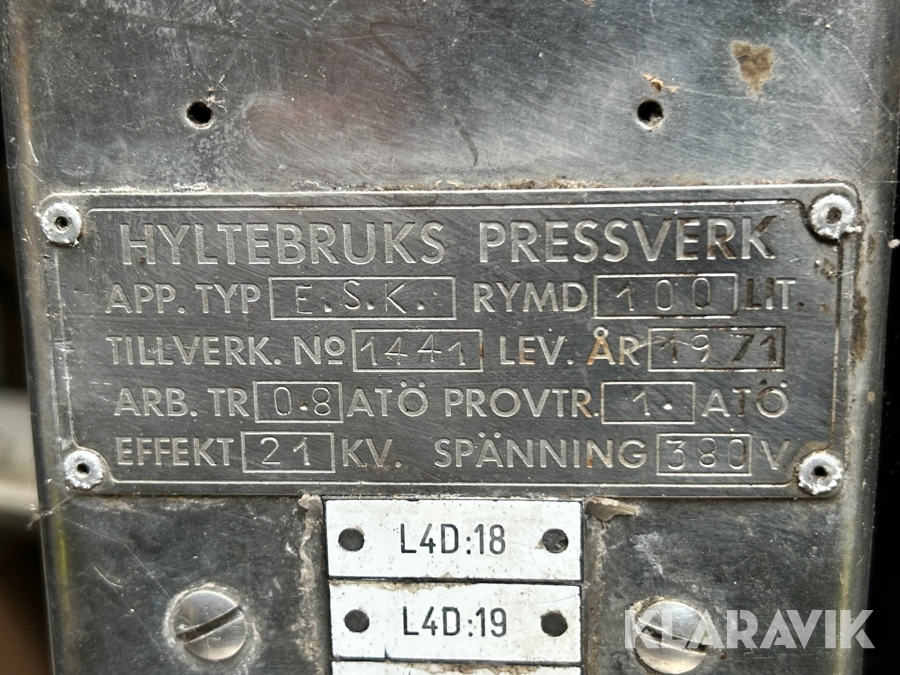 HYLTEBRUKS PRESSVERK
APP. TYP E.S.K. RYMD 100 LIT.
TILLVERK. No 1441 LEV. ÅR 1971
ARB. TR 0.8 ATÖ PROVTR. 1. ATÖ
EFFEKT 21 KV. SPÄNNING 380 V
L4D:18
L4D:19
KLARAVIK